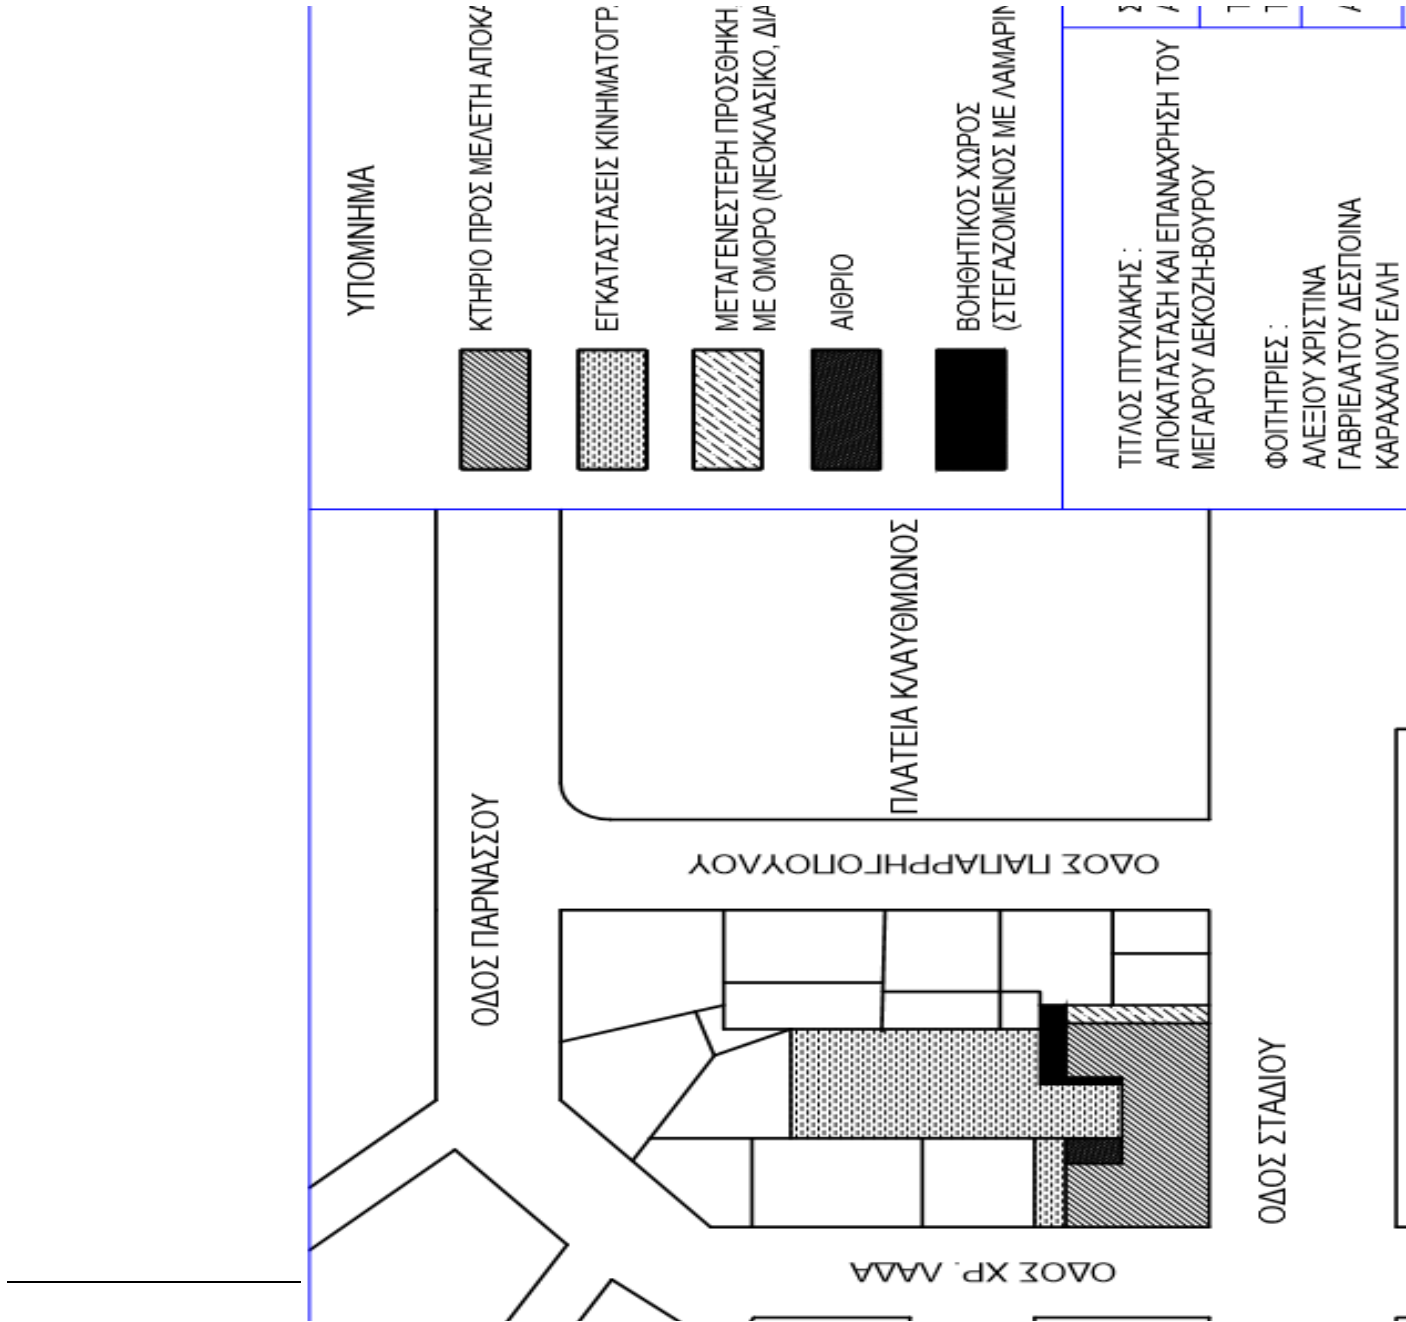 ΥΠΟΜΝΗΜΑ
ΚΤΗΡΙΟ ΠΡΟΣ ΜΕΛΕΤΗ ΑΠΟΚΑ
ΕΓΚΑΤΑΣΤΑΣΕΙΣ ΚΙΝΗΜΑΤΟΓΡ
ΜΕΤΑΓΕΝΕΣΤΕΡΗ ΠΡΟΣΘΗΚΗ
ΜΕ ΟΜΟΡΟ (ΝΕΟΚΛΑΣΙΚΟ, ΔΙΑ
ΑΙΘΡΙΟ
ΒΟΗΘΗΤΙΚΟΣ ΧΩΡΟΣ
(ΣΤΕΓΑΖΟΜΕΝΟΣ ΜΕ ΛΑΜΑΡΙΝ
ΤΙΤΛΟΣ ΠΤΥΧΙΑΚΗΣ :
ΑΠΟΚΑΤΑΣΤΑΣΗ ΚΑΙ ΕΠΑΝΑΧΡΗΣΗ ΤΟΥ
ΜΕΓΑΡΟΥ ΔΕΚΟΖΗ-ΒΟΥΡΟΥ
ΦΟΙΤΗΤΡΙΕΣ :
ΑΛΕΞΙΟΥ ΧΡΙΣΤΙΝΑ
ΓΑΒΡΙΕΛΑΤΟΥ ΔΕΣΠΟΙΝΑ
ΚΑΡΑΧΑΛΙΟΥ ΕΛΛΗ
ΠΛΑΤΕΙΑ ΚΛΑΥΘΜΩΝΟΣ
ΟΔΟΣ ΠΑΡΝΑΣΣΟΥ
ΟΔΟΣ ΠΑΠΑΡΡΗΓΟΠΟΥΛΟΥ
ΟΔΟΣ ΣΤΑΔΙΟΥ
ΟΔΟΣ ΧΡ. ΛΑΔΑ